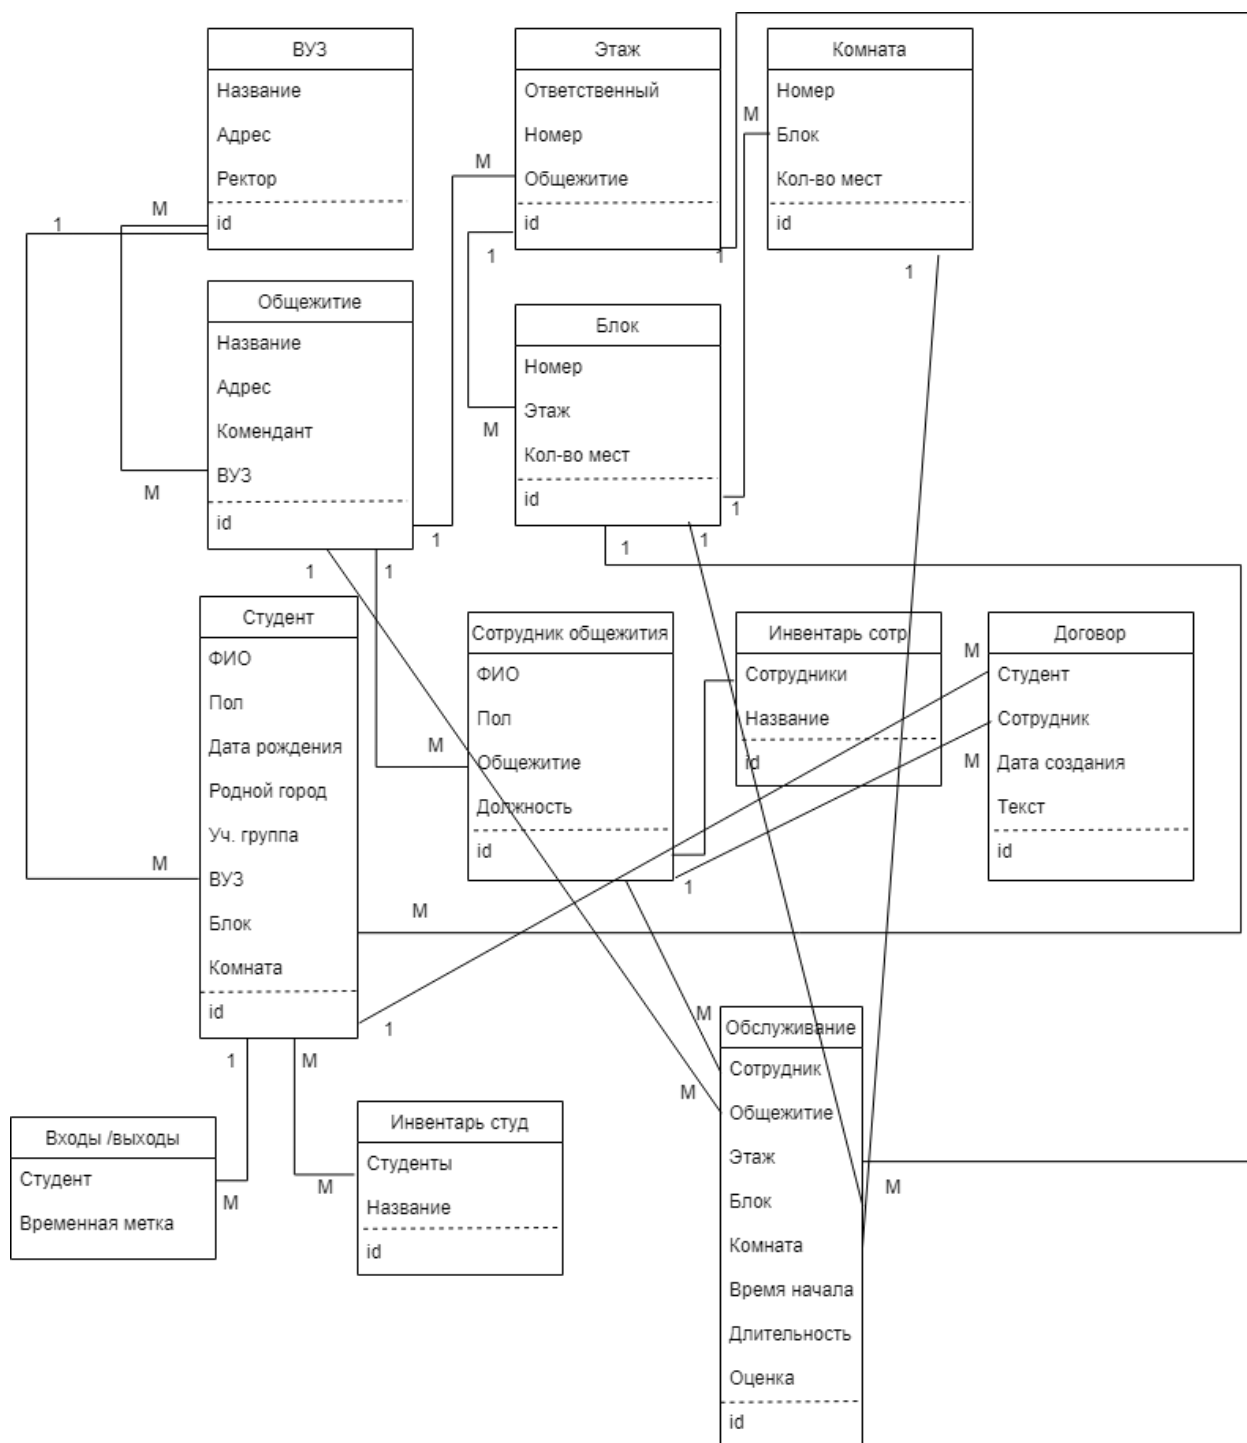 ВУЗ
Название
Адрес
Ректор
id
Этаж
Ответственный
Номер
Общежитие
id
Комната
Номер
Блок
Кол-во мест
id
М
1
М
М
1
1
1
Общежитие
Название
Адрес
Комендант
ВУЗ
id
Блок
Номер
Этаж
Кол-во мест
id
М
М
1
1
1
1
1
1
Студент
ФИО
Пол
Дата рождения
Родной город
Уч. группа
ВУЗ
Блок
Комната
id
Сотрудник общежития
ФИО
Пол
Общежитие
Должность
id
Инвентарь сотр
Сотрудники
Название
id
Договор
Студент
Сотрудник
Дата создания
Текст
id
М
М
М
М
1
М
1
1
М
М
М
Входы /выходы
Студент
Временная метка
М
Инвентарь студ
Студенты
Название
id
М
Обслуживание
Сотрудник
Общежитие
Этаж
Блок
Комната
Время начала
Длительность
Оценка
id
М